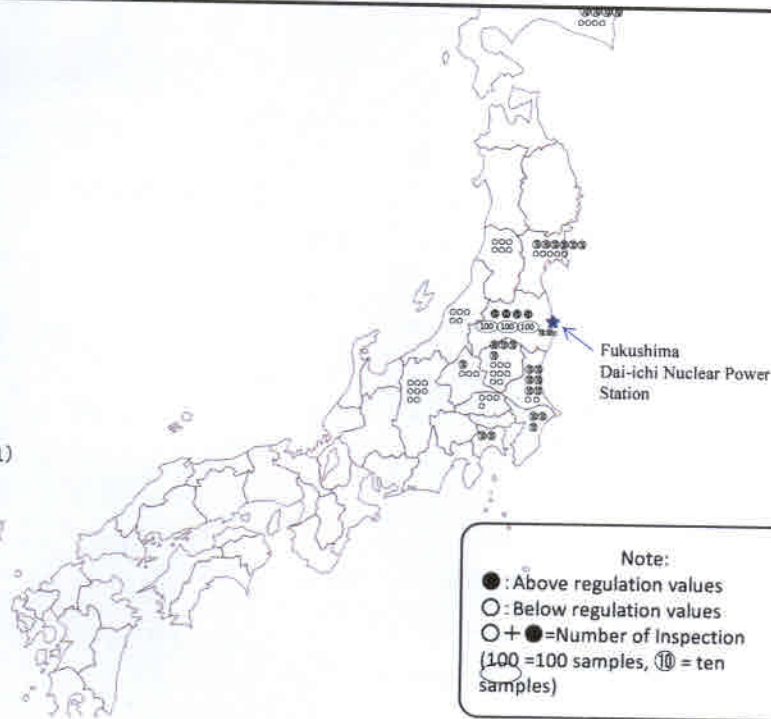 100 100 100
Fukushima
Dai-ichi Nuclear Power
Station
Note:
●: Above regulation values
○: Below regulation values
○+●=Number of Inspection
(100 =100 samples, ⑩ = ten
samples)